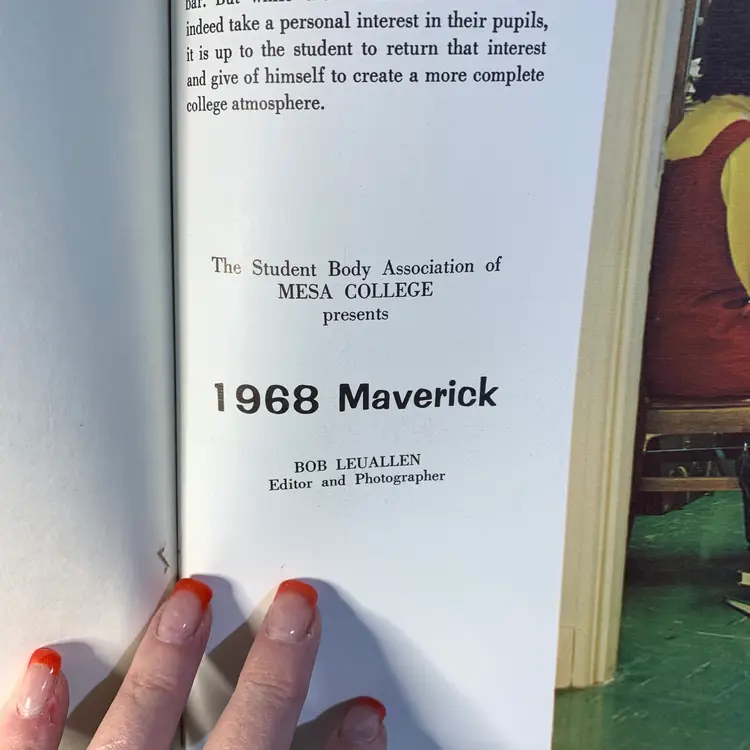 indeed take a personal interest in their pupils,
it is up to the student to return that interest
and give of himself to create a more complete
college atmosphere.
The Student Body Association of
MESA COLLEGE
presents
1968 Maverick
BOB LEUALLEN
Editor and Photographer